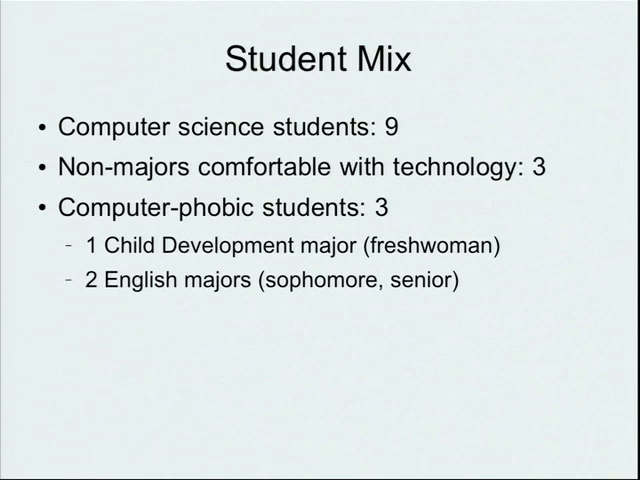 Student Mix
• Computer science students: 9
• Non-majors comfortable with technology: 3
• Computer-phobic students: 3
– 1 Child Development major (freshwoman)
– 2 English majors (sophomore, senior)